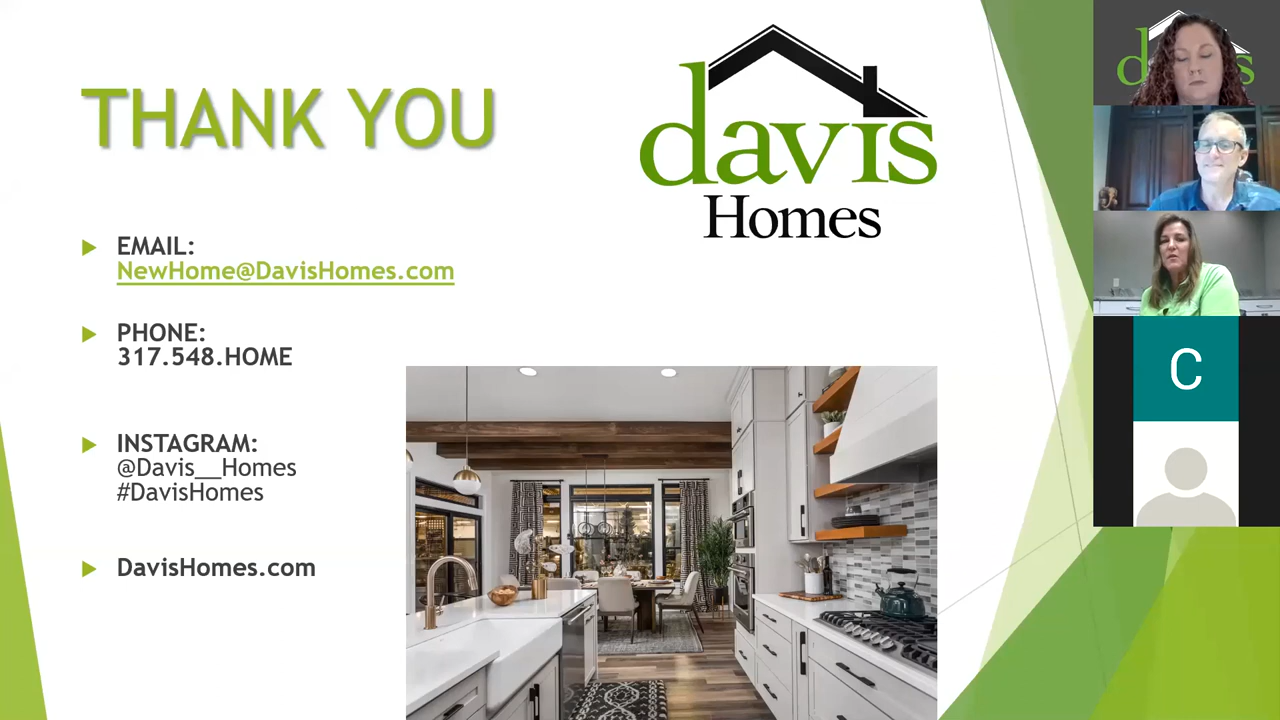 THANK YOU
davis
Homes
EMAIL:
NewHome@DavisHomes.com
PHONE:
317.548.HOME
INSTAGRAM:
@Davis__Homes
#DavisHomes
DavisHomes.com
d s
C